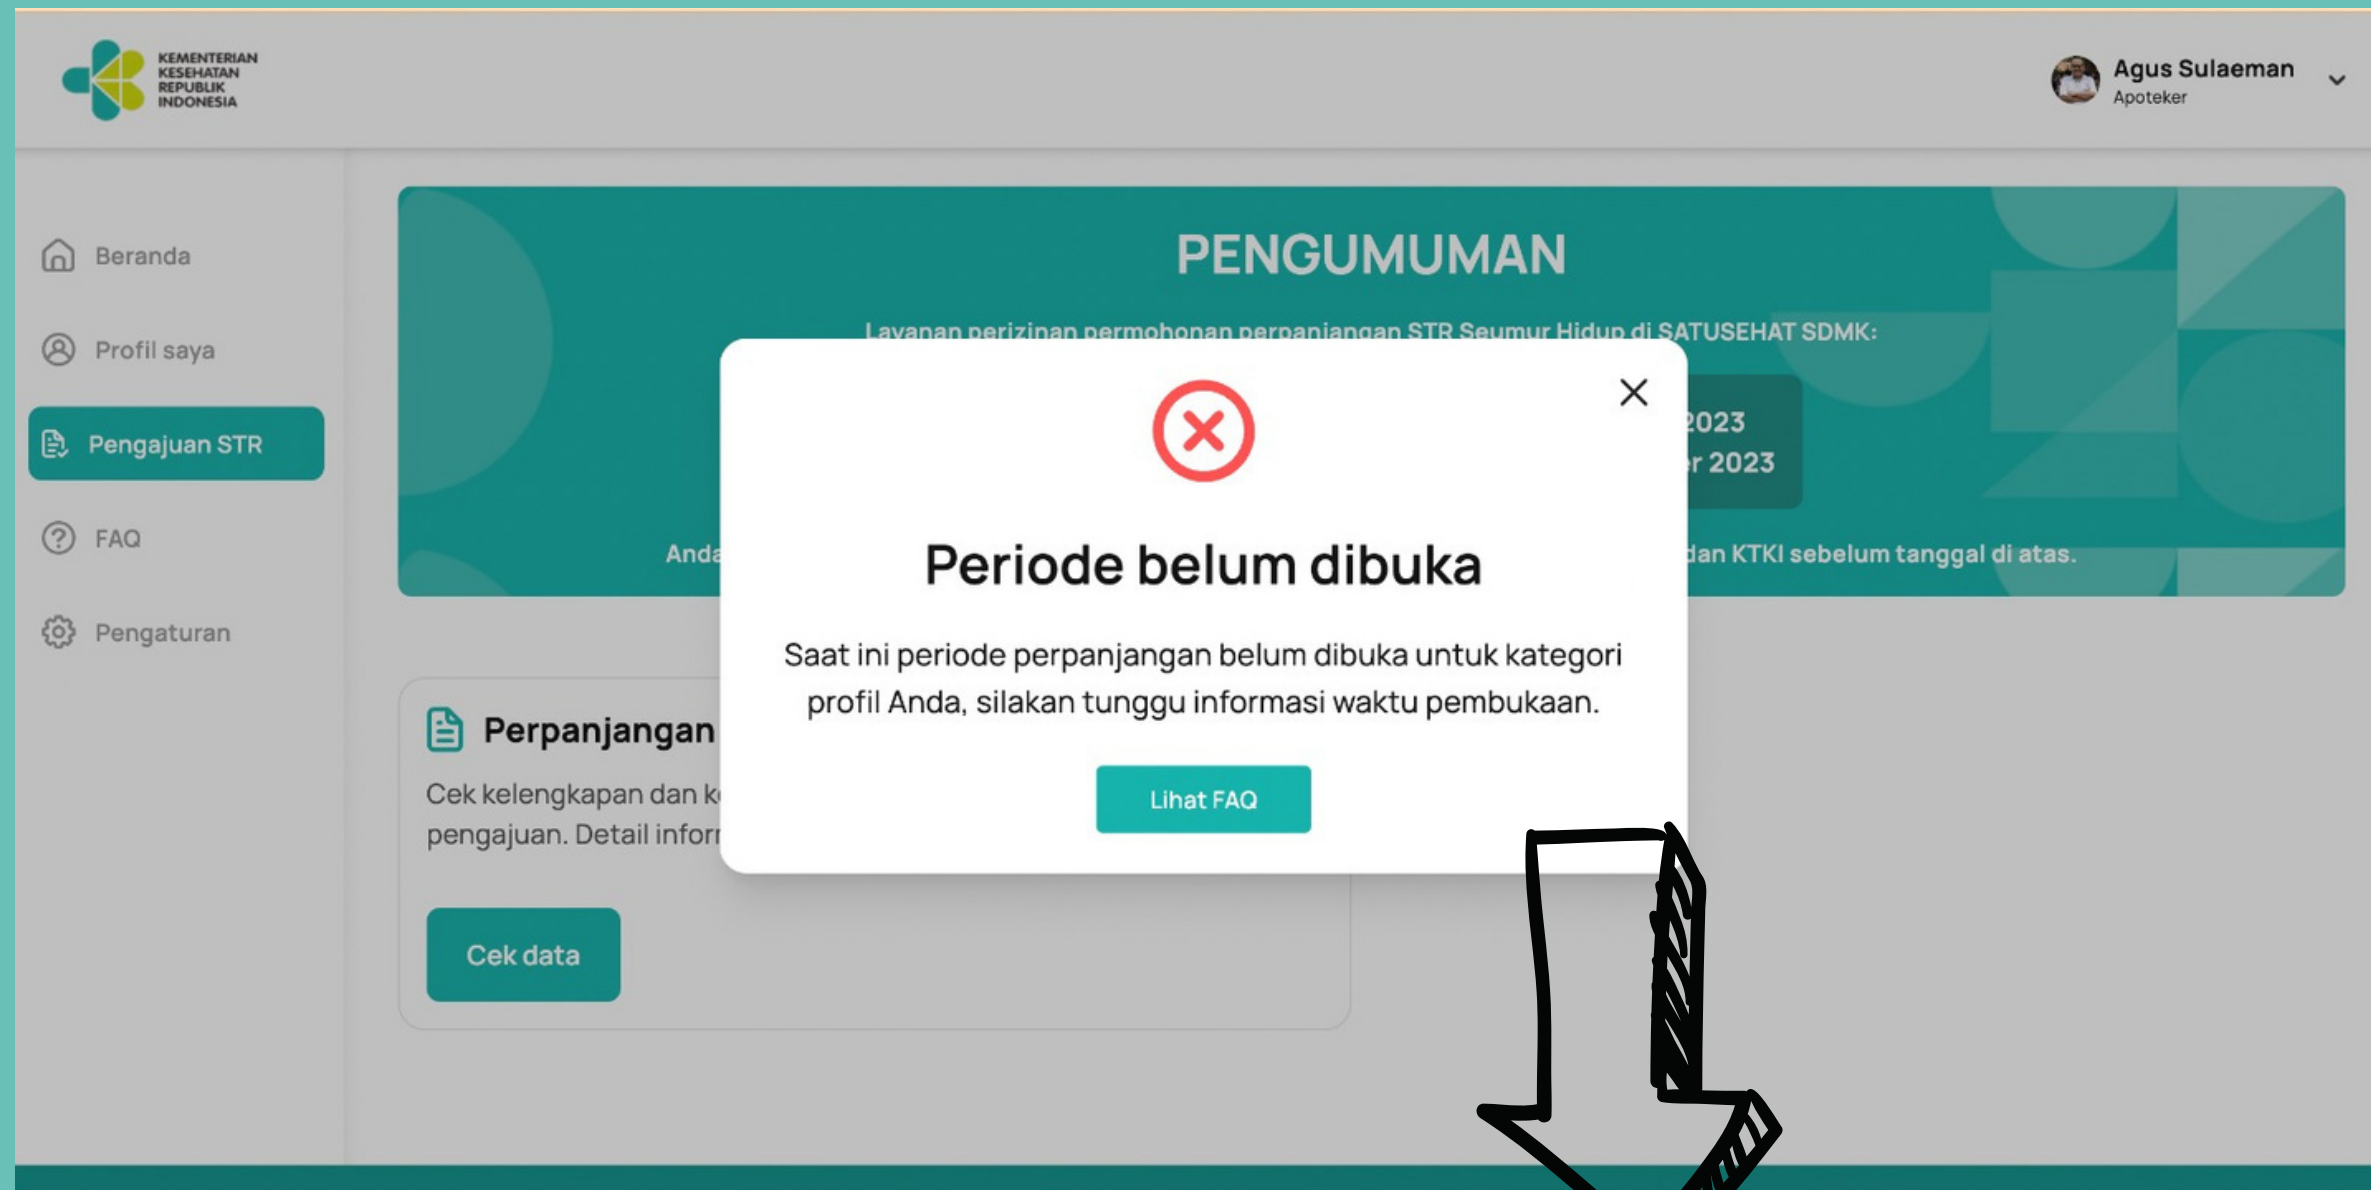 KEMENTERIAN
KESEHATAN
REPUBLIK
INDONESIA
Agus Sulaeman
Apoteker
Beranda
Profil saya
Pengajuan STR
FAQ
Pengaturan
PENGUMUMAN
Layanan perizinan permohonan perpanjangan STR Seumur Hidup di SATUSEHAT SDMK:
2023
2023
Anda
dan KTKI sebelum tanggal di atas.
Periode belum dibuka
Saat ini periode perpanjangan belum dibuka untuk kategori
profil Anda, silakan tunggu informasi waktu pembukaan.
Lihat FAQ
Perpanjangan
Cek kelengkapan dan
pengajuan. Detail
Cek data